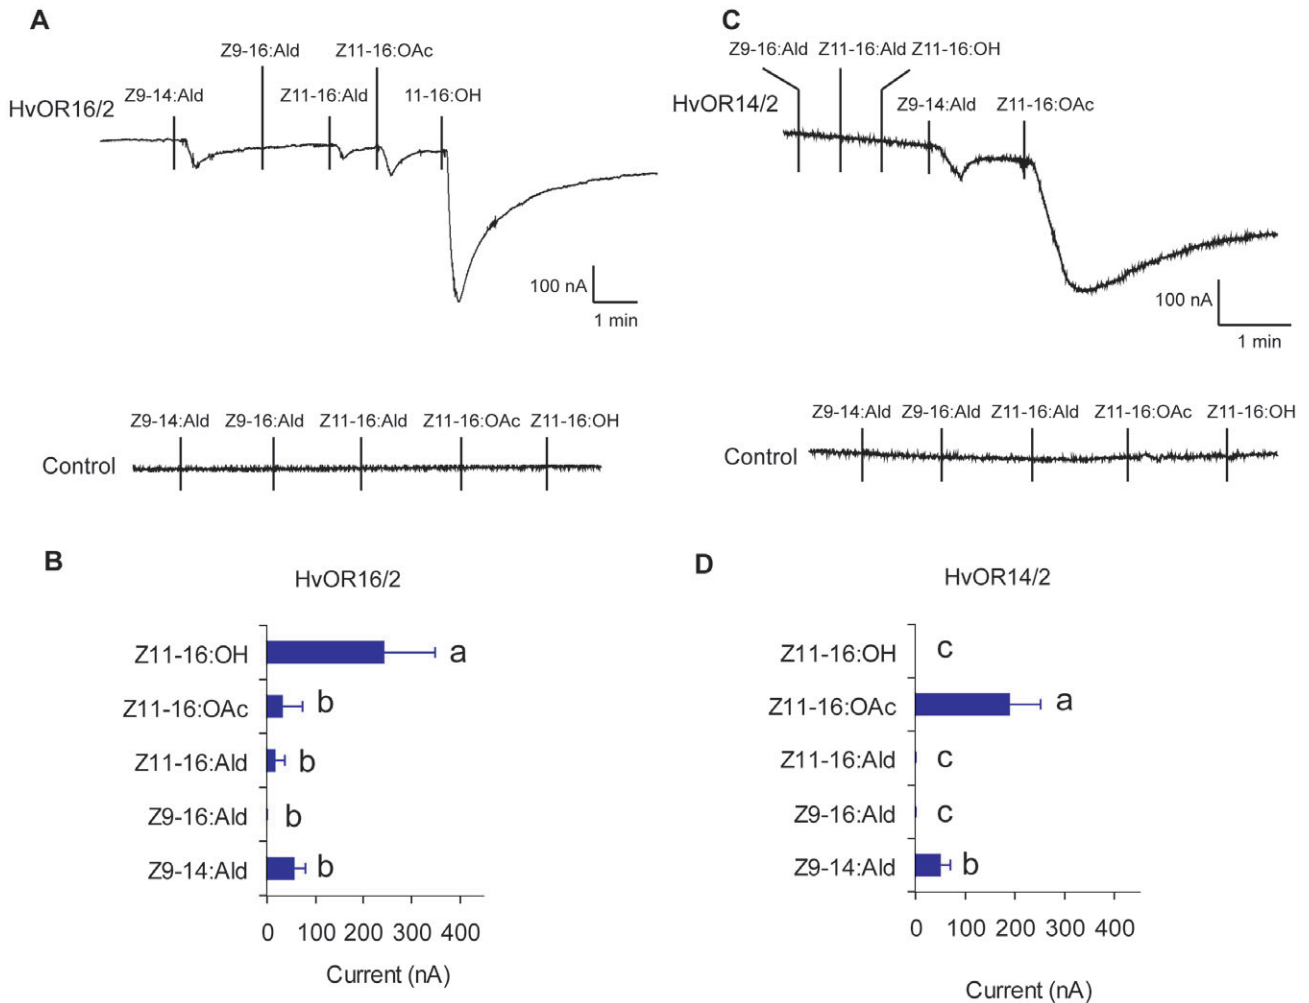 A
Z9-16:Ald Z11-16:OAc
Z9-14:Ald Z11-16:Ald 11-16:OH
HvOR16/2
100 nA
1 min
Z9-14:Ald Z9-16:Ald Z11-16:Ald Z11-16:OAc Z11-16:OH
Control
C
Z9-16:Ald Z11-16:Ald Z11-16:OH
HvOR14/2
Z9-14:Ald Z11-16:OAc
100 nA
1 min
Z9-14:Ald Z9-16:Ald Z11-16:Ald Z11-16:OAc Z11-16:OH
Control
B
HvOR16/2
Z11-16:OH a
Z11-16:OAc b
Z11-16:Ald b
Z9-16:Ald b
Z9-14:Ald b
0 100 200 300 400
Current (nA)
D
HvOR14/2
Z11-16:OH c
Z11-16:OAc a
Z11-16:Ald c
Z9-16:Ald c
Z9-14:Ald b
0 100 200 300 400
Current (nA)